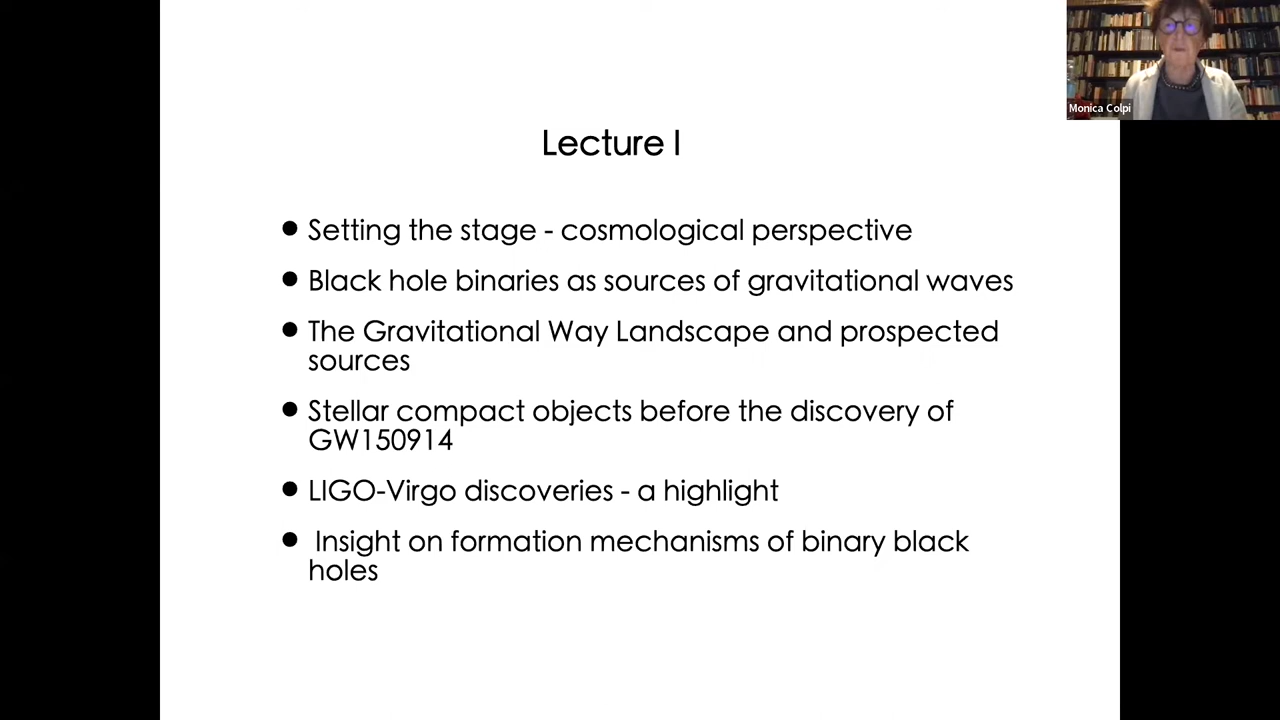 Monica Colpi
Lecture I
● Setting the stage - cosmological perspective
● Black hole binaries as sources of gravitational waves
● The Gravitational Way Landscape and prospected
sources
● Stellar compact objects before the discovery of
GW150914
● LIGO-Virgo discoveries - a highlight
● Insight on formation mechanisms of binary black
holes